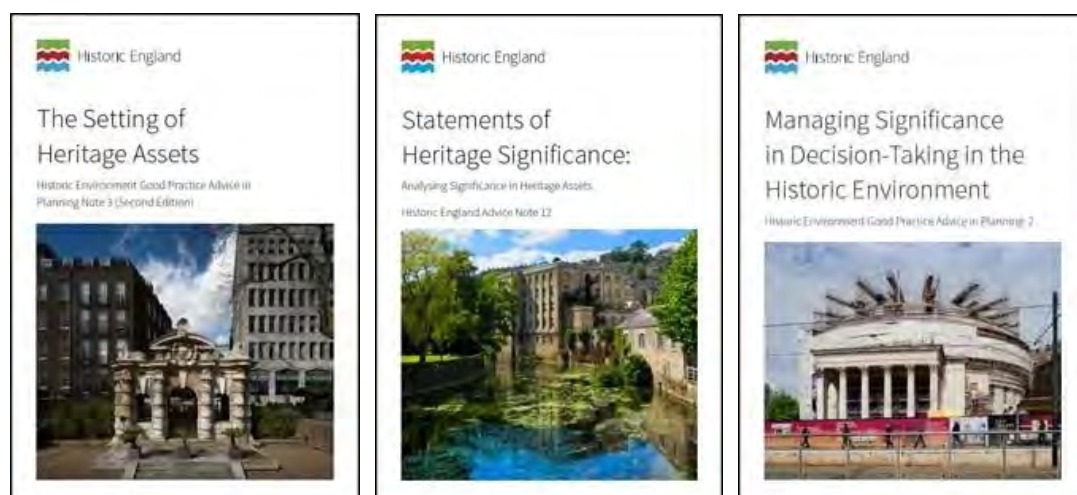 Historic England
The Setting of
Heritage Assets
Historic Environment Good Practice Advice in
Planning Note 3 (Second Edition)
Historic England
Statements of
Heritage Significance:
Analysing Significance in Heritage Assets
Historic England Advice Note 12
Historic England
Managing Significance
in Decision-Taking in the
Historic Environment
Historic Environment Good Practice Advice in Planning: 2